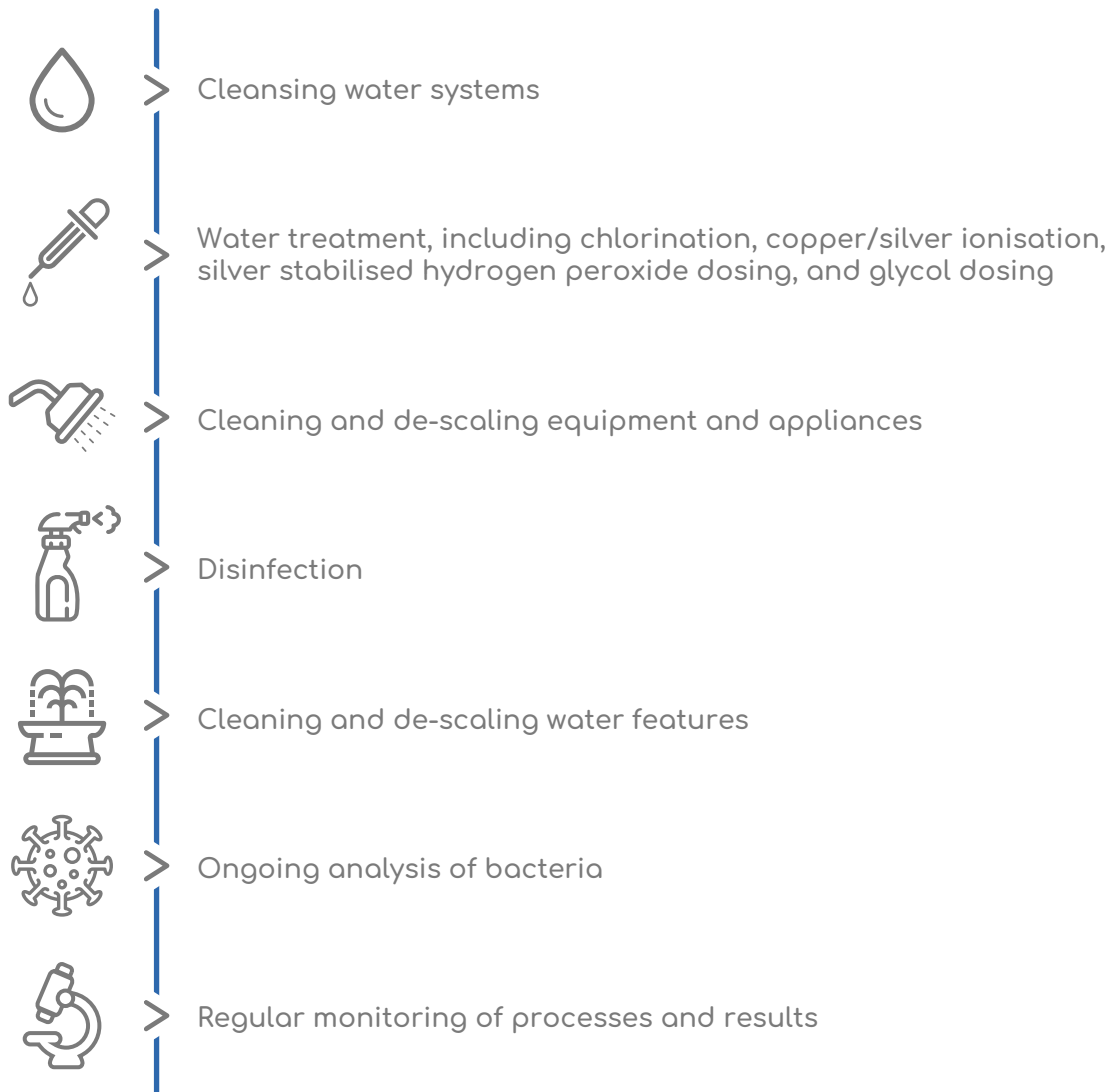 Cleansing water systems
Water treatment, including chlorination, copper/silver ionisation,
silver stabilised hydrogen peroxide dosing, and glycol dosing
Cleaning and de-scaling equipment and appliances
Disinfection
Cleaning and de-scaling water features
Ongoing analysis of bacteria
Regular monitoring of processes and results